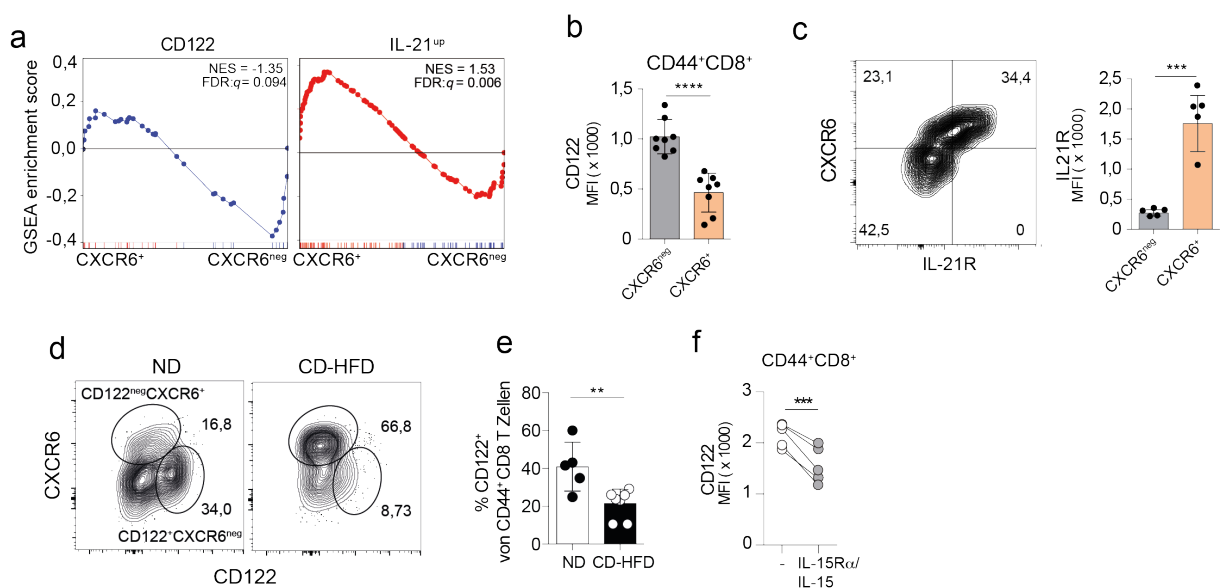 a
CD122
IL-21up
GSEA enrichment score
0,4
0,2
0,0
-0,2
-0,4
NES = -1.35
FDR:q = 0.094
NES = 1.53
FDR:q = 0.006
CXCR6+
CXCR6neg
CXCR6+
CXCR6neg
b
CD44+CD8+
****
CD122
MFI ( x 1000)
1,5
1,0
0,5
0
CXCR6neg
CXCR6+
c
23,1
34,4
42,5
0
CXCR6
IL-21R
***
IL21R
MFI ( x 1000)
2,5
2,0
1,5
1,0
0,5
0
CXCR6neg
CXCR6+
d
ND
CD-HFD
CD122negCXCR6+
16,8
34,0
CD122+CXCR6neg
66,8
8,73
CXCR6
CD122
e
**
% CD122+
von CD44+ CD8 T Zellen
80
60
40
20
0
ND
CD-HFD
f
CD44+CD8+
***
CD122
MFI ( x 1000)
3
2
1
0
-
IL-15Rα/
IL-15